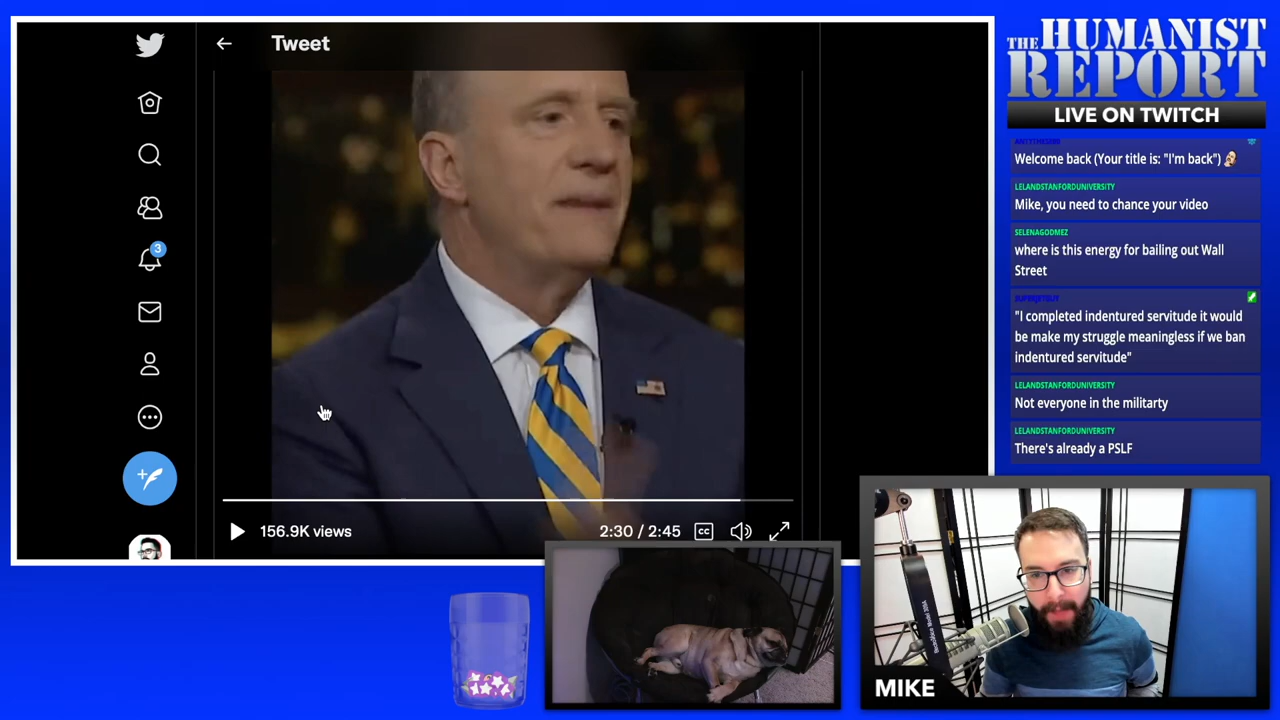 Tweet
3
156.9K views
2:30 / 2:45
CC
THE HUMANIST
REPORT
LIVE ON TWITCH
Welcome back (Your title is: "I'm back")
LELANDSTANFORDUNIVERSITY
Mike, you need to chance your video
SELENAGODMEZ
where is this energy for bailing out Wall
Street
"I completed indentured servitude it would
be make my struggle meaningless if we ban
indentured servitude"
LELANDSTANFORDUNIVERSITY
Not everyone in the militarty
LELANDSTANFORDUNIVERSITY
There's already a PSLF
MIKE